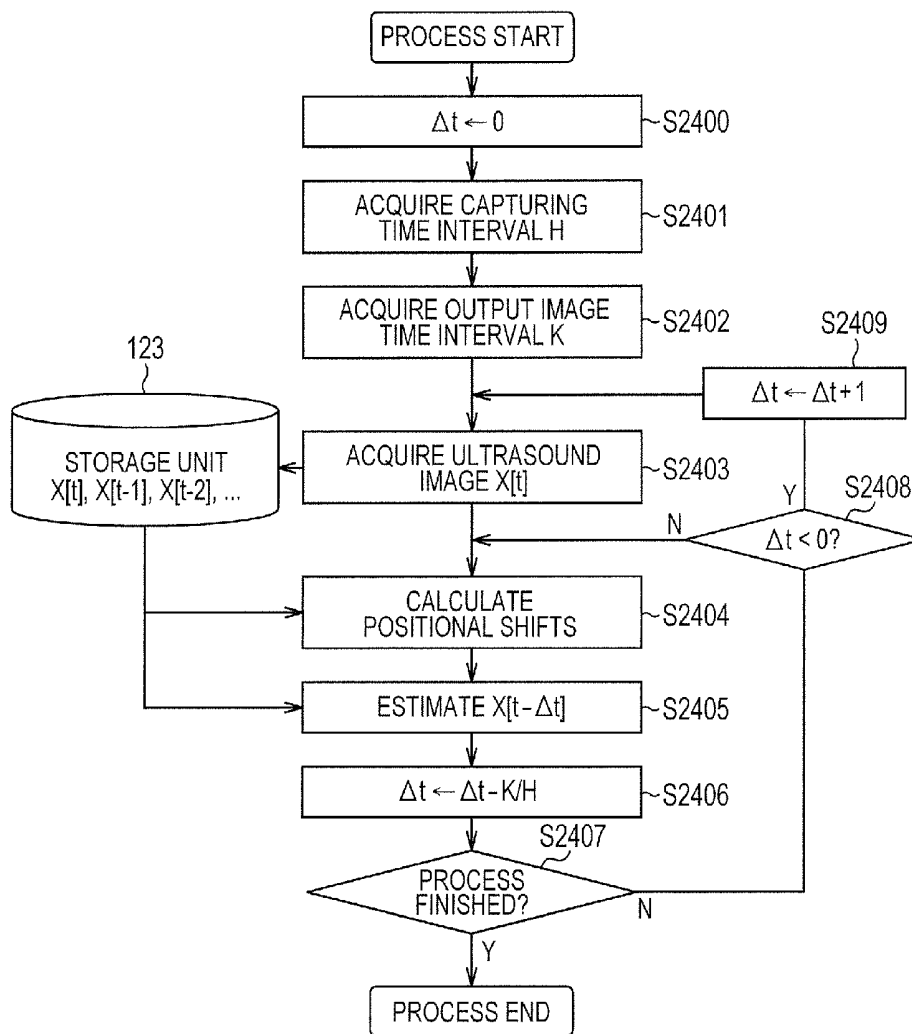 PROCESS START
Δt ← 0
S2400
ACQUIRE CAPTURING
TIME INTERVAL H
S2401
ACQUIRE OUTPUT IMAGE
TIME INTERVAL K
S2402
S2409
Δt ← Δt+1
123
STORAGE UNIT
X[t], X[t-1], X[t-2], ...
ACQUIRE ULTRASOUND
IMAGE X[t]
S2403
Y
S2408
N
Δt < 0?
CALCULATE
POSITIONAL SHIFTS
S2404
ESTIMATE X[t-Δt]
S2405
Δt ← Δt-K/H
S2406
S2407
PROCESS
FINISHED?
N
Y
PROCESS END